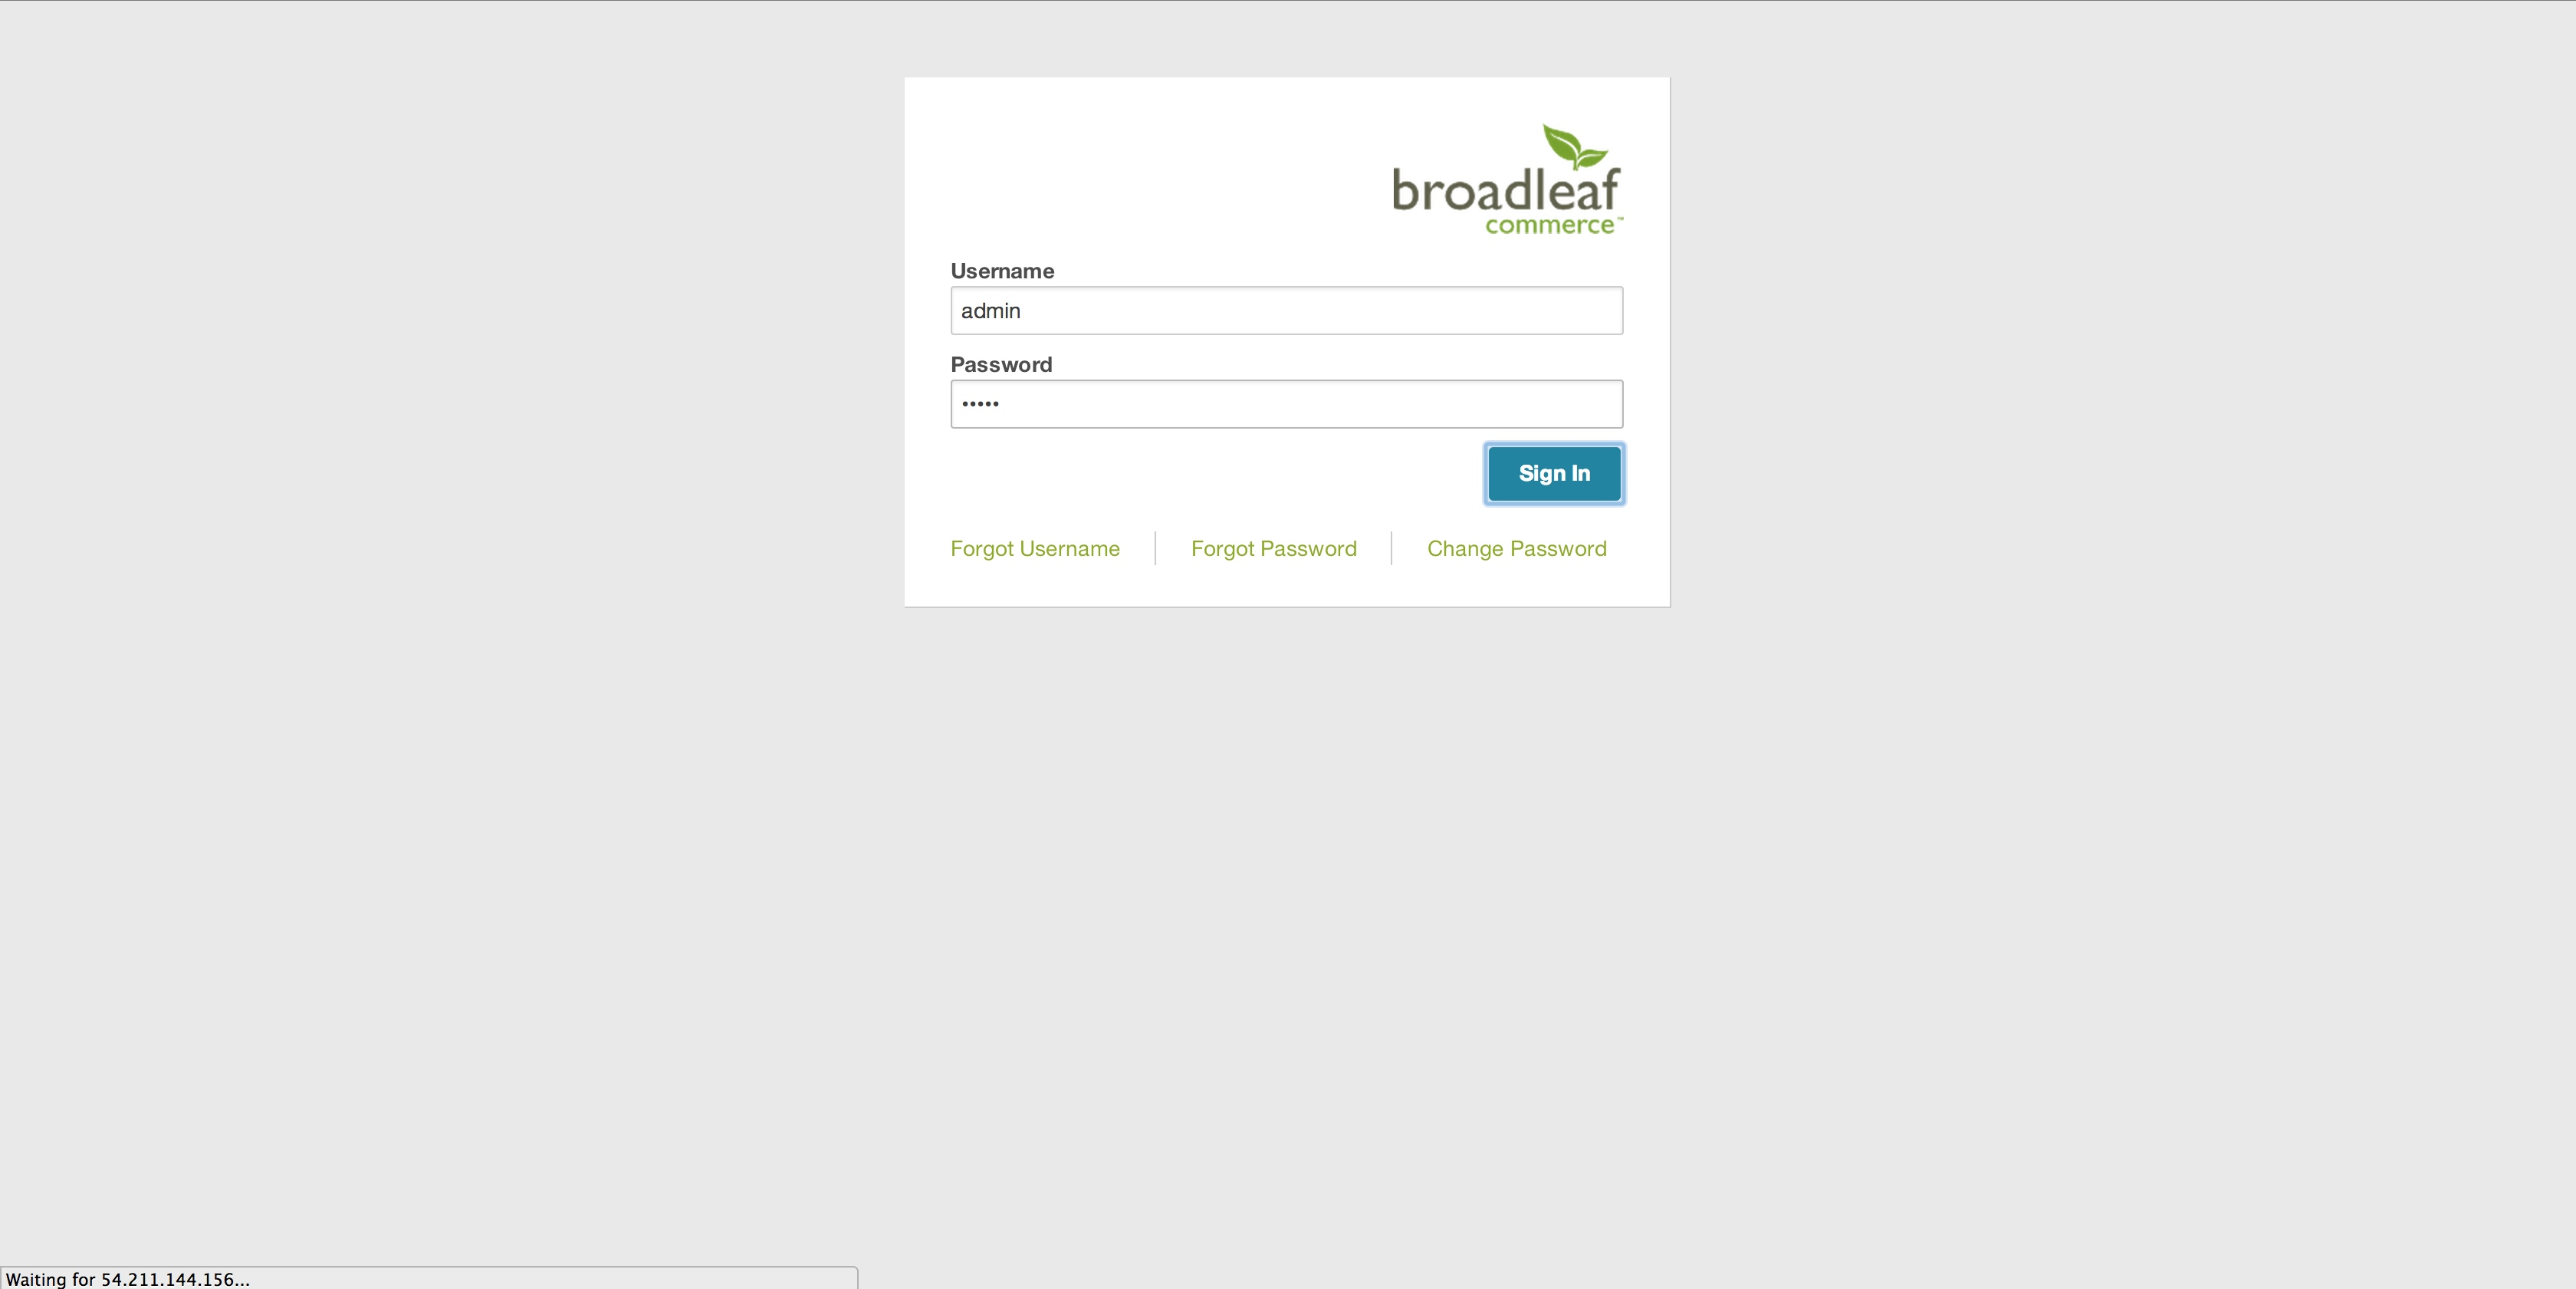 broadleaf
commerce™
Username
admin
Password
•••••
Sign In
Forgot Username
Forgot Password
Change Password
Waiting for 54.211.144.156...